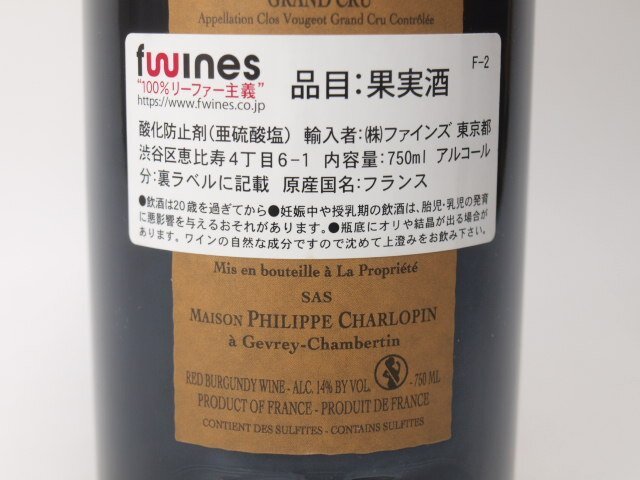 GRAND CRU
Appellation Clos Vougeot Grand Cru Contrôlée
fwines
"100%リーファー主義"
https://www.fwines.co.jp
品目:果実酒
F-2
酸化防止剤(亜硫酸塩) 輸入者:㈱ファインズ 東京都
渋谷区恵比寿4丁目6-1 内容量:750ml アルコール
分:裏ラベルに記載 原産国名:フランス
●飲酒は20歳を過ぎてから●妊娠中や授乳期の飲酒は、胎児・乳児の発育
に悪影響を与えるおそれがあります。●瓶底にオリや結晶が出る場合が
あります。ワインの自然な成分ですので沈めて上澄みをお飲み下さい。
Mis en bouteille à La Propriété
SAS
MAISON PHILIPPE CHARLOPIN
à Gevrey-Chambertin
RED BURGUNDY WINE - ALC. 14% BY VOL. - 750 ML
PRODUCT OF FRANCE - PRODUIT DE FRANCE
CONTIENT DES SULFITES - CONTAINS SULFITES